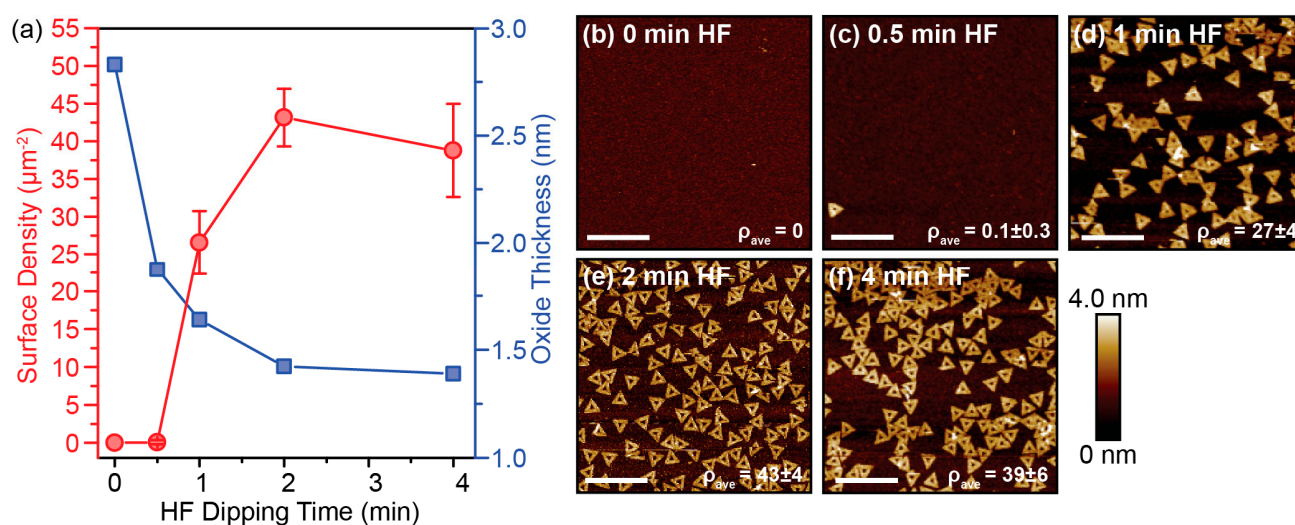 (a)
55
50
45
40
35
30
25
20
15
10
5
0
Surface Density (µm⁻²)
3.0
2.5
2.0
1.5
1.0
Oxide Thickness (nm)
0 1 2 3 4
HF Dipping Time (min)
(b) 0 min HF
ρave = 0
(c) 0.5 min HF
ρave = 0.1±0.3
(d) 1 min HF
ρave = 27±4
(e) 2 min HF
ρave = 43±4
(f) 4 min HF
ρave = 39±6
4.0 nm
0 nm